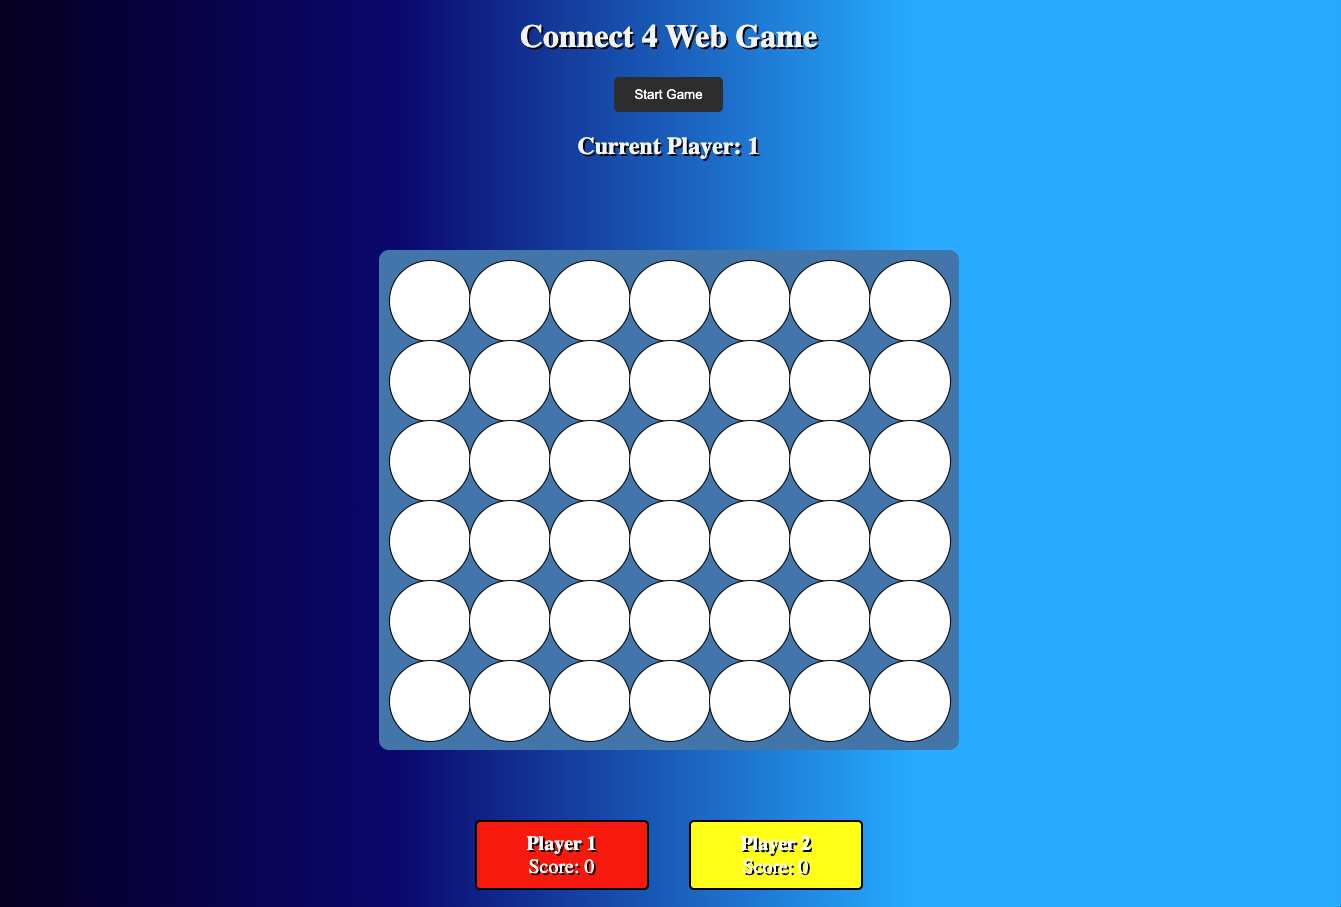 Connect 4 Web Game
Start Game
Current Player: 1
Player 1
Score: 0
Player 2
Score: 0